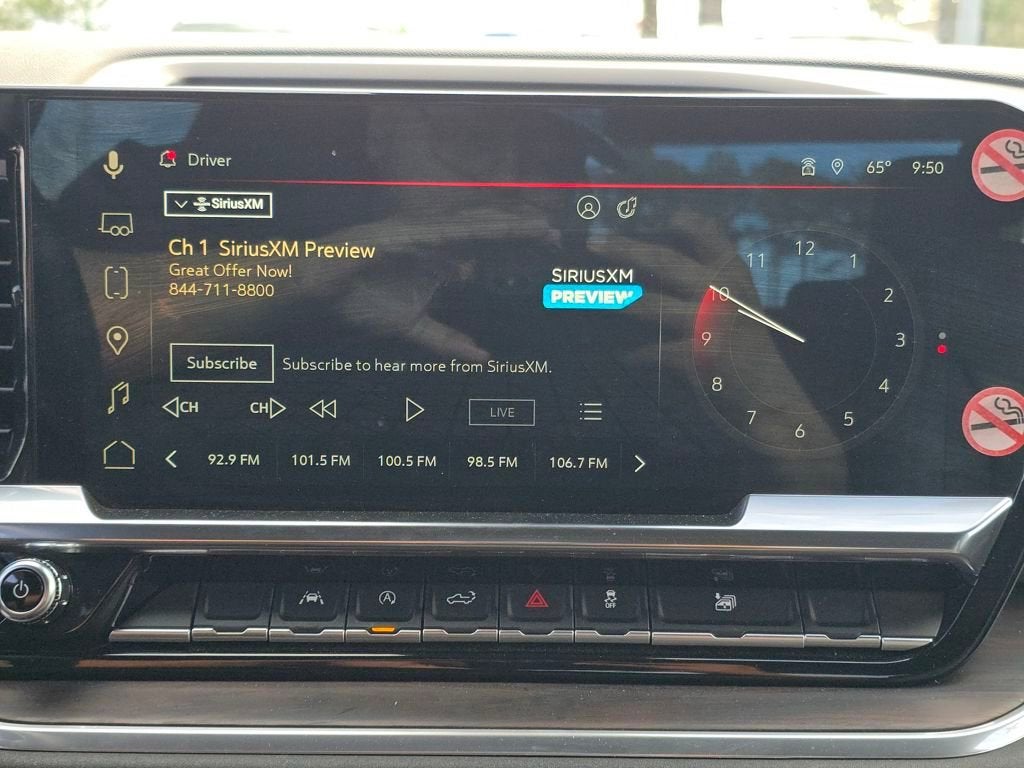 Driver
65° 9:50
SiriusXM
Ch 1 SiriusXM Preview
Great Offer Now!
844-711-8800
SIRIUSXM
PREVIEW
Subscribe
Subscribe to hear more from SiriusXM.
CH
CH
LIVE
92.9 FM 101.5 FM 100.5 FM 98.5 FM 106.7 FM
12
1
2
3
4
5
6
7
8
9
10
11
A
OFF